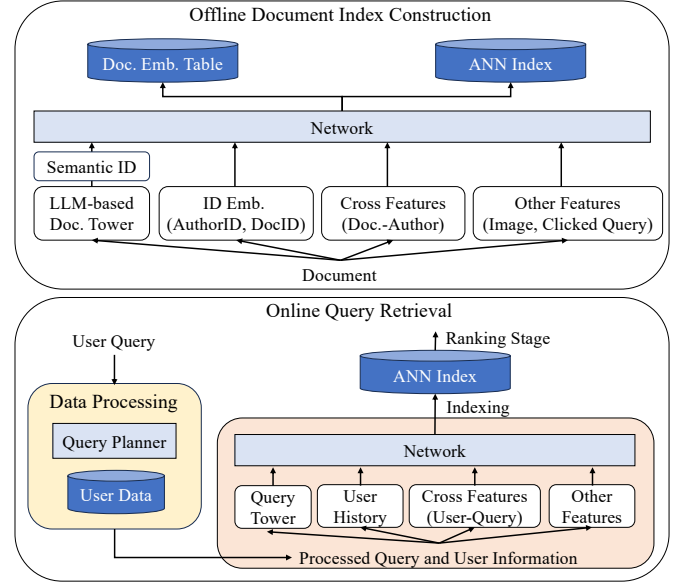 Offline Document Index Construction
Doc. Emb. Table
ANN Index
Network
Semantic ID
LLM-based
Doc. Tower
ID Emb.
(AuthorID, DocID)
Cross Features
(Doc.-Author)
Other Features
(Image, Clicked Query)
Document
Online Query Retrieval
User Query
Data Processing
Query Planner
User Data
Ranking Stage
ANN Index
Indexing
Network
Query
Tower
User
History
Cross Features
(User-Query)
Other
Features
Processed Query and User Information